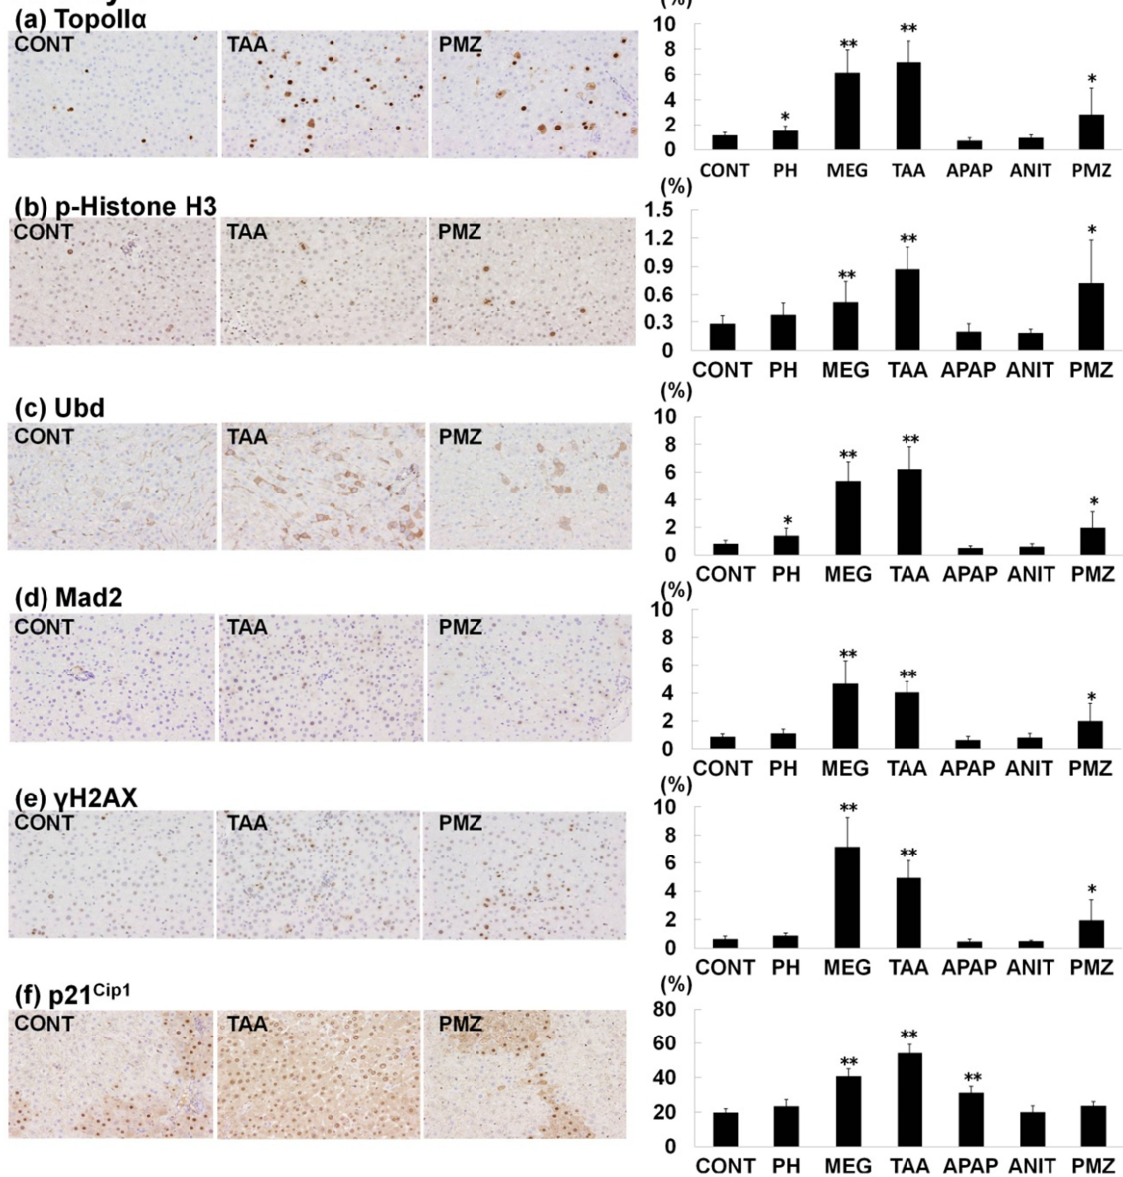 (a) TopoIIα
CONT TAA PMZ
(%)
10
8
6
4
2
0
* ** ** *
CONT PH MEG TAA APAP ANIT PMZ
(b) p-Histone H3
CONT TAA PMZ
(%)
1.5
1.2
0.9
0.6
0.3
0
** ** *
CONT PH MEG TAA APAP ANIT PMZ
(c) Ubd
CONT TAA PMZ
(%)
10
8
6
4
2
0
* ** ** *
CONT PH MEG TAA APAP ANIT PMZ
(d) Mad2
CONT TAA PMZ
(%)
10
8
6
4
2
0
** ** *
CONT PH MEG TAA APAP ANIT PMZ
(e) γH2AX
CONT TAA PMZ
(%)
10
8
6
4
2
0
** ** *
CONT PH MEG TAA APAP ANIT PMZ
(f) p21Cip1
CONT TAA PMZ
(%)
80
60
40
20
0
** ** **
CONT PH MEG TAA APAP ANIT PMZ